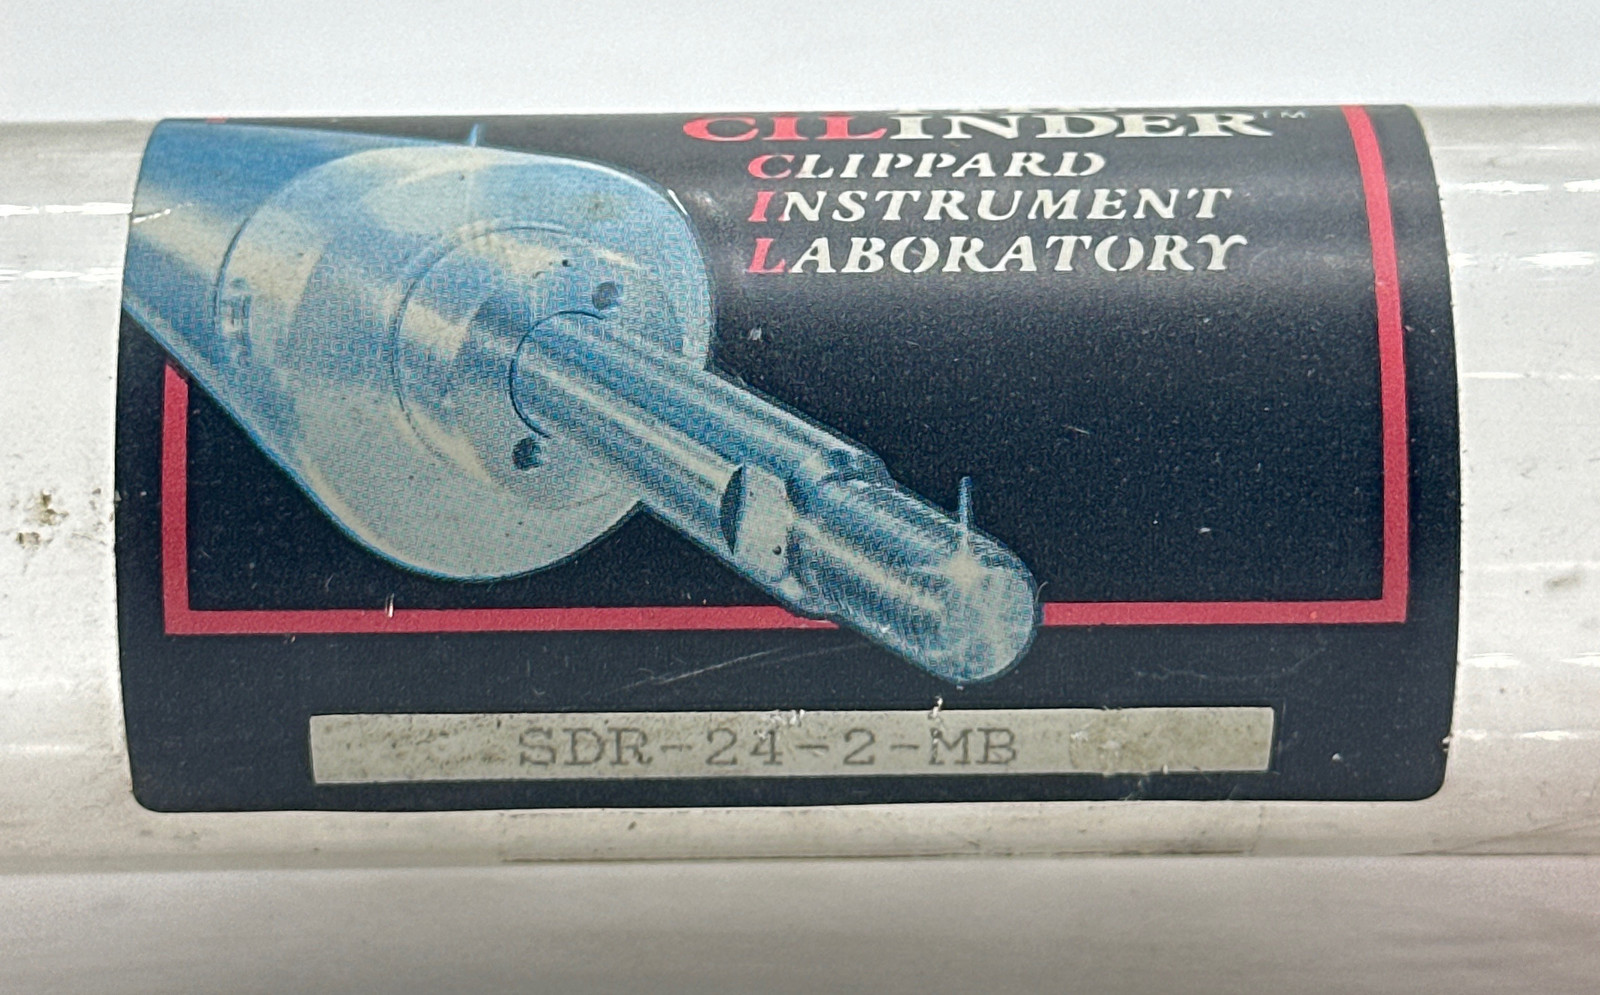 CILINDER™
CLIPPARD
INSTRUMENT
LABORATORY
SDR-24-2-MB